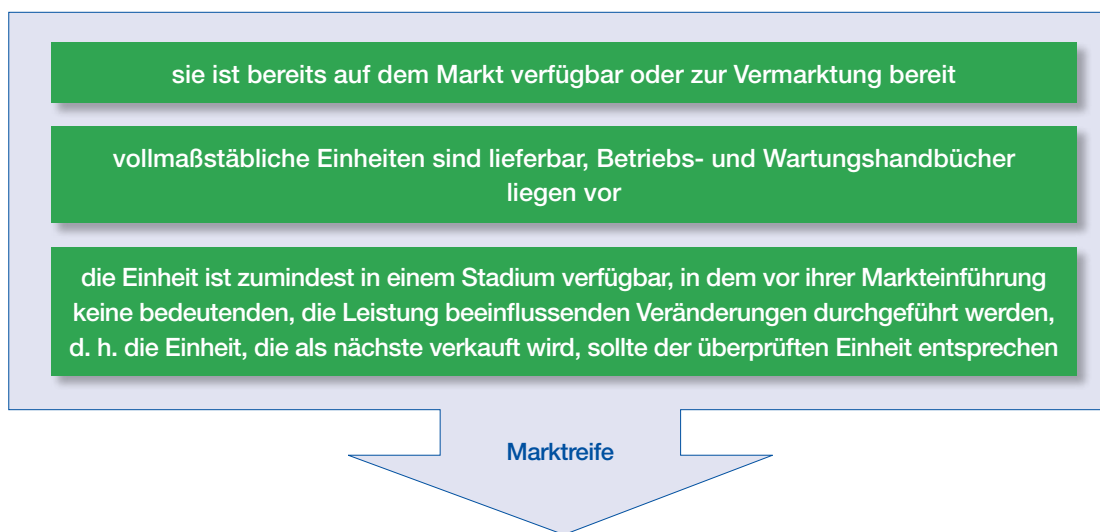 sie ist bereits auf dem Markt verfügbar oder zur Vermarktung bereit
vollmaßstäbliche Einheiten sind lieferbar, Betriebs- und Wartungshandbücher
liegen vor
die Einheit ist zumindest in einem Stadium verfügbar, in dem vor ihrer Markteinführung
keine bedeutenden, die Leistung beeinflussenden Veränderungen durchgeführt werden,
d. h. die Einheit, die als nächste verkauft wird, sollte der überprüften Einheit entsprechen
Marktreife